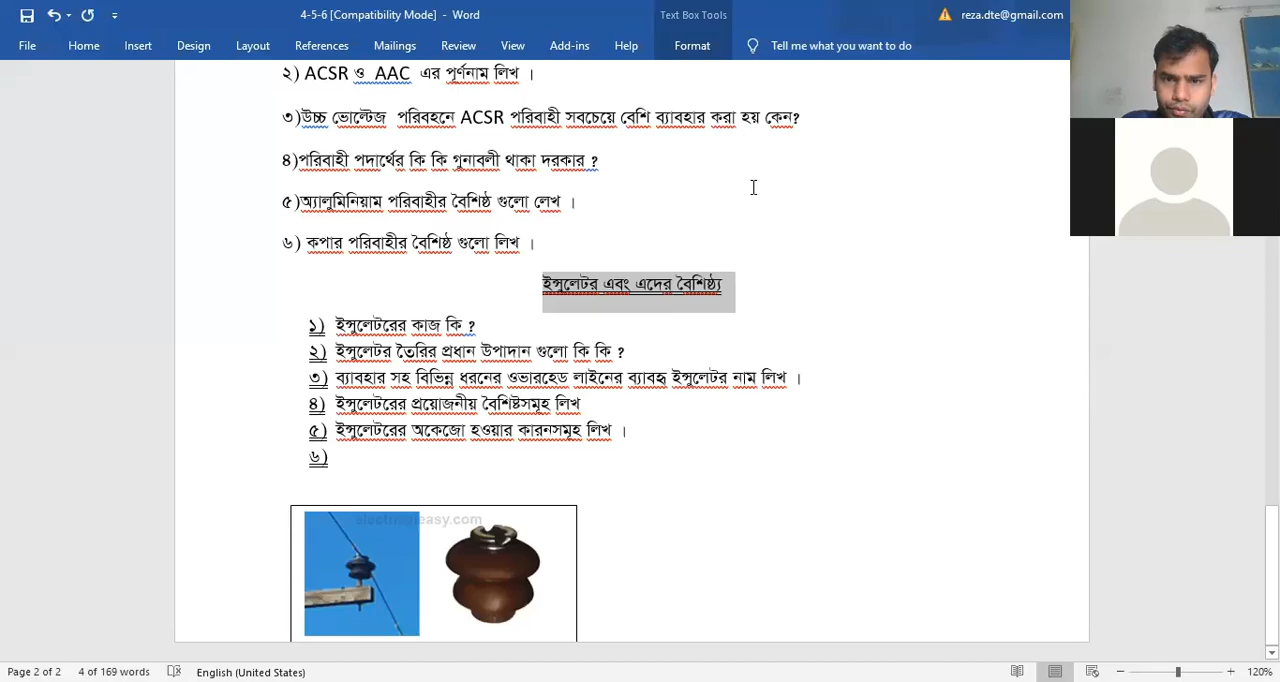 4-5-6 [Compatibility Mode] - Word
Text Box Tools
reza.dte@gmail.com
File Home Insert Design Layout References Mailings Review View Add-ins Help Format Tell me what you want to do
২) ACSR ও AAC এর পুর্ণনাম লিখ ।
৩)উচ্চ ভোল্টেজ পরিবহনে ACSR পরিবাহী সবচেয়ে বেশি ব্যাবহার করা হয় কেন?
৪)পরিবাহী পদার্থের কি কি গুনাবলী থাকা দরকার ?
৫)অ্যালুমিনিয়াম পরিবাহীর বৈশিষ্ঠ গুলো লেখ ।
৬) কপার পরিবাহীর বৈশিষ্ঠ গুলো লিখ ।
ইন্সুলেটর এবং এদের বৈশিষ্ঠ্য
১) ইন্সুলেটরের কাজ কি ?
২) ইন্সুলেটর তৈরির প্রধান উপাদান গুলো কি কি ?
৩) ব্যাবহার সহ বিভিন্ন ধরনের ওভারহেড লাইনের ব্যাবহৃ ইন্সুলেটর নাম লিখ ।
৪) ইন্সুলেটরের প্রয়োজনীয় বৈশিষ্টসমূহ লিখ
৫) ইন্সুলেটরের অকেজো হওয়ার কারনসমূহ লিখ ।
৬)
electricaleasy.com
Page 2 of 2 4 of 169 words English (United States) 120%